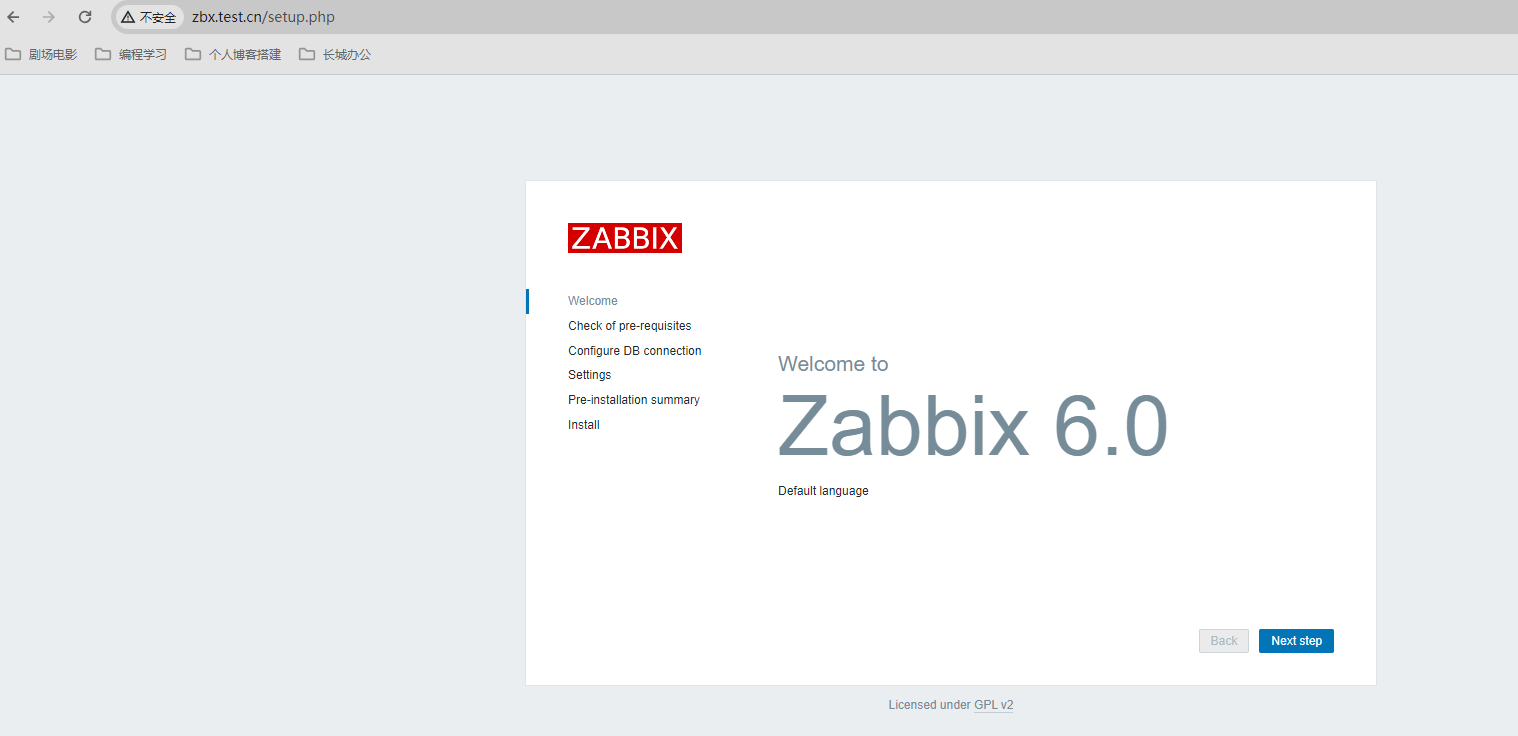 不安全 zbx.test.cn/setup.php
剧场电影 编程学习 个人博客搭建 长城办公
ZABBIX
Welcome
Check of pre-requisites
Configure DB connection
Settings
Pre-installation summary
Install
Welcome to
Zabbix 6.0
Default language
Back Next step
Licensed under GPL v2